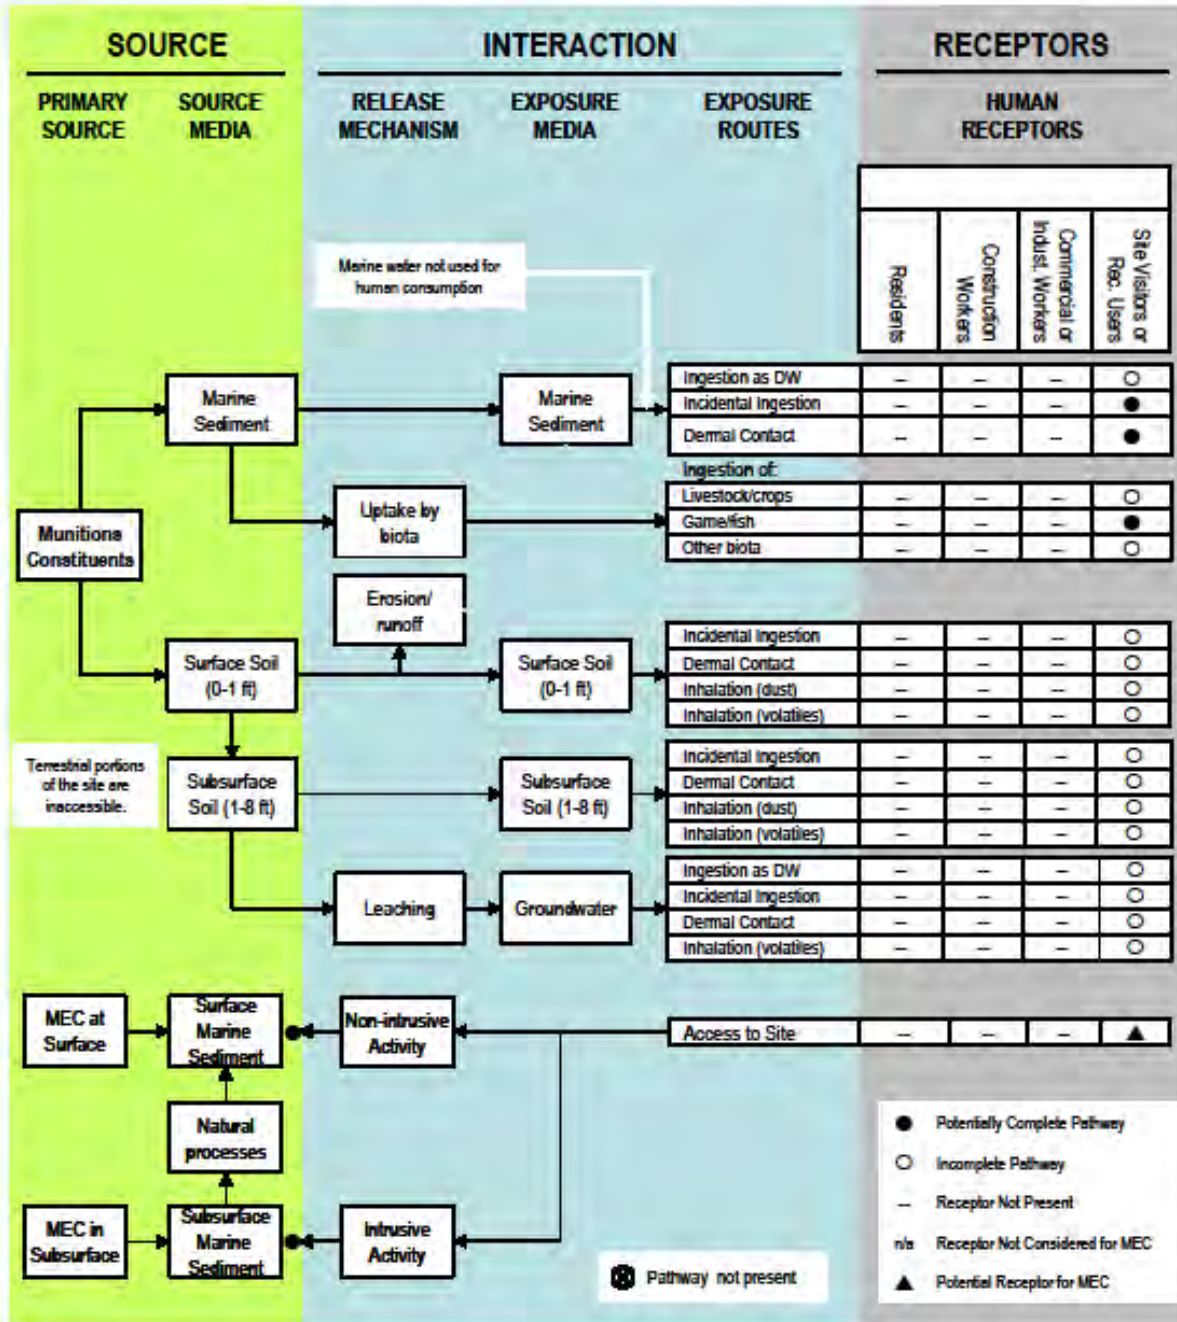 SOURCE
INTERACTION
RECEPTORS
PRIMARY
SOURCE
SOURCE
MEDIA
RELEASE
MECHANISM
EXPOSURE
MEDIA
EXPOSURE
ROUTES
HUMAN
RECEPTORS
Residents
Construction
Workers
Commercial or
Indust. Workers
Site Visitors or
Rec. Users
Marine water not used for
human consumption
Marine
Sediment
Marine
Sediment
Ingestion as DW -- -- --
Incidental Ingestion -- -- --
Dermal Contact -- -- --
Ingestion of:
Livestock/crops -- -- --
Game/fish -- -- --
Other biota -- -- --
Munitions
Constituents
Uptake by
biota
Erosion/
runoff
Surface Soil
(0-1 ft)
Surface Soil
(0-1 ft)
Incidental Ingestion -- -- --
Dermal Contact -- -- --
Inhalation (dust) -- -- --
Inhalation (volatiles) -- -- --
Terrestrial portions
of the site are
inaccessible.
Subsurface
Soil (1-8 ft)
Subsurface
Soil (1-8 ft)
Incidental Ingestion -- -- --
Dermal Contact -- -- --
Inhalation (dust) -- -- --
Inhalation (volatiles) -- -- --
Leaching
Groundwater
Ingestion as DW -- -- --
Incidental Ingestion -- -- --
Dermal Contact -- -- --
Inhalation (volatiles) -- -- --
MEC at
Surface
Surface
Marine
Sediment
Non-intrusive
Activity
Access to Site -- -- --
Natural
processes
MEC in
Subsurface
Subsurface
Marine
Sediment
Intrusive
Activity
Pathway not present
Potentially Complete Pathway
Incomplete Pathway
-- Receptor Not Present
n/a Receptor Not Considered for MEC
Potential Receptor for MEC